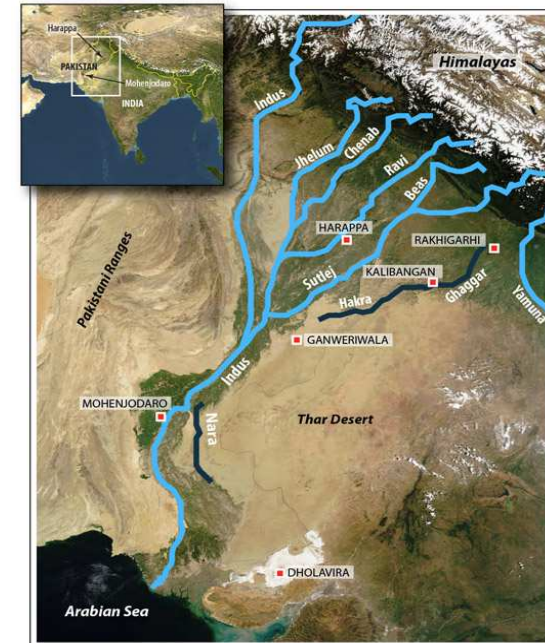 Harappa
PAKISTAN
Mohenjodaro
INDIA
Himalayas
Indus
Jhelum
Chenab
Ravi
Beas
HARAPPA
RAKHIGARHI
Sutlej
KALIBANGAN
Hakra
Ghaggar
Yamuna
Pakistani Ranges
GANWERIWALA
Indus
MOHENJODARO
Nara
Thar Desert
DHOLAVIRA
Arabian Sea